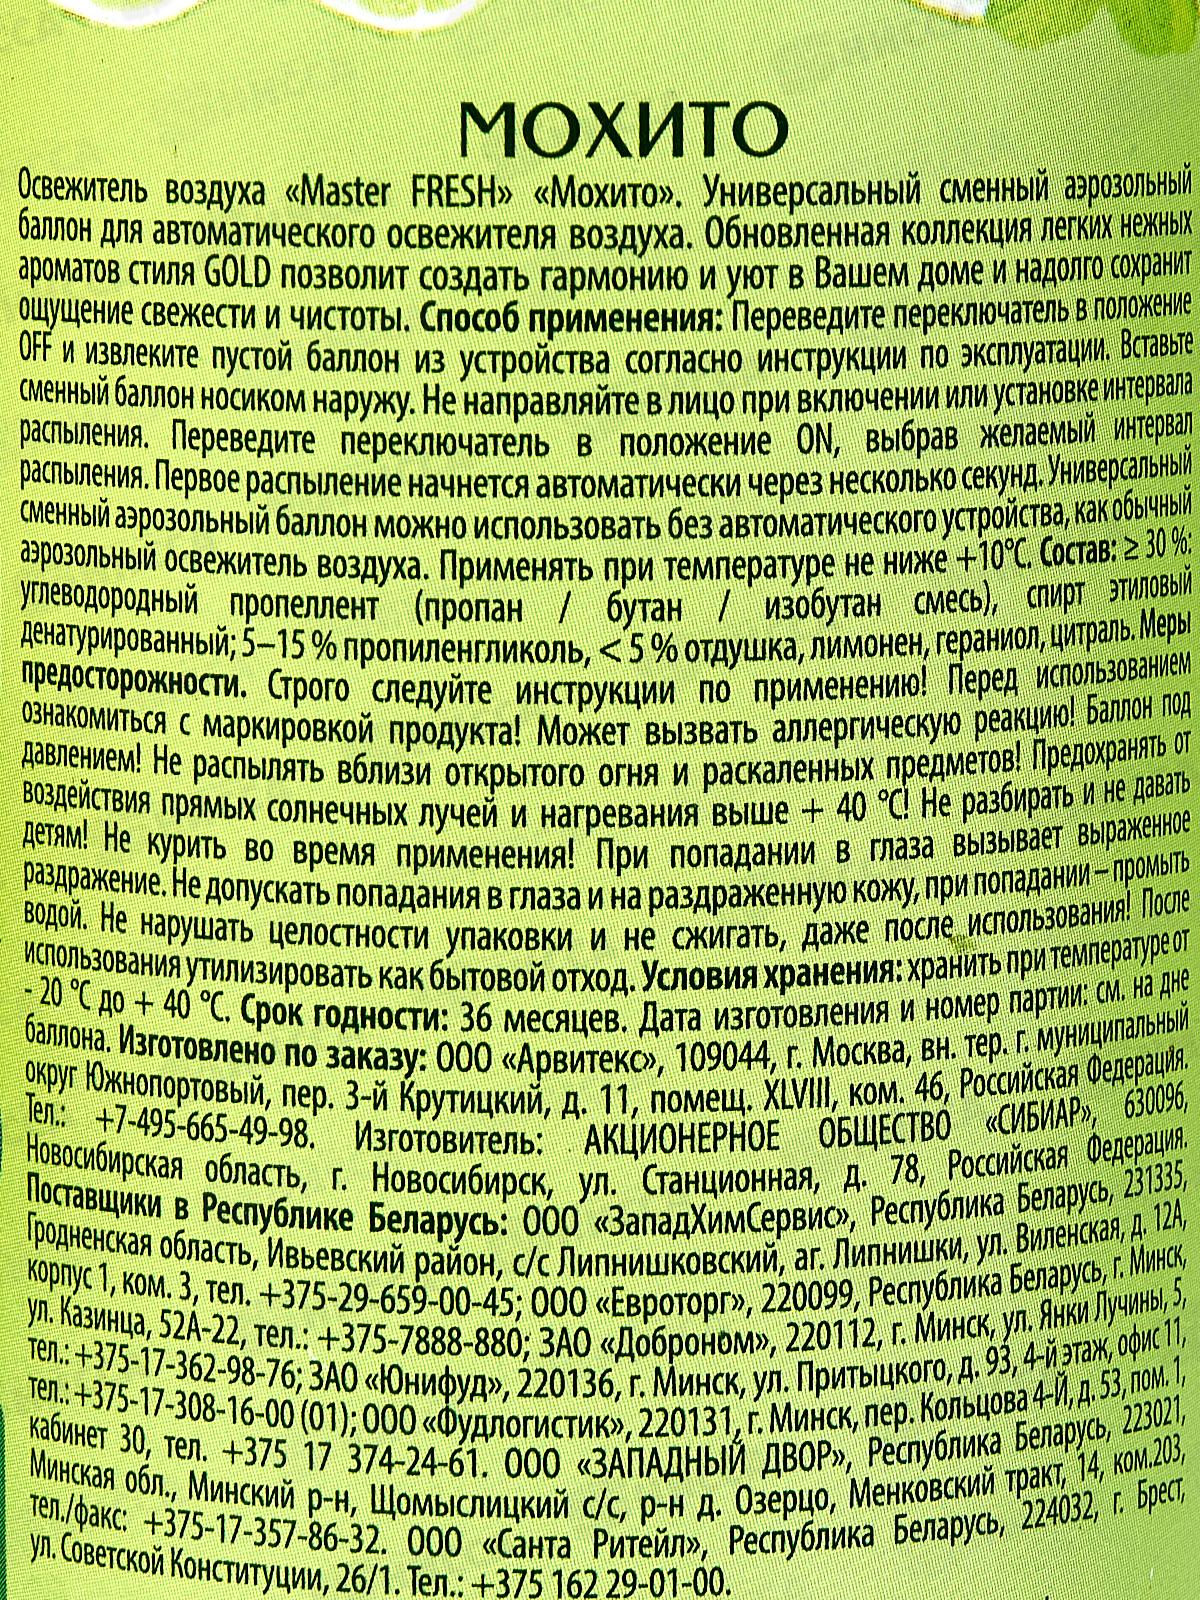 МОХИТО
Освежитель воздуха «Master FRESH» «Мохито». Универсальный сменный аэрозольный
баллон для автоматического освежителя воздуха. Обновленная коллекция легких нежных
ароматов стиля GOLD позволит создать гармонию и уют в Вашем доме и надолго сохранит
ощущение свежести и чистоты. Способ применения: Переведите переключатель в положение
OFF и извлеките пустой баллон из устройства согласно инструкции по эксплуатации. Вставьте
сменный баллон носиком наружу. Не направляйте в лицо при включении или установке интервала
распыления. Переведите переключатель в положение ON, выбрав желаемый интервал
распыления. Первое распыление начнется автоматически через несколько секунд. Универсальный
сменный аэрозольный баллон можно использовать без автоматического устройства, как обычный
аэрозольный освежитель воздуха. Применять при температуре не ниже +10°С. Состав: ≥ 30 %:
углеводородный пропеллент (пропан / бутан / изобутан смесь), спирт этиловый
денатурированный; 5–15 % пропиленгликоль, < 5 % отдушка, лимонен, гераниол, цитраль. Меры
предосторожности. Строго следуйте инструкции по применению! Перед использованием
ознакомиться с маркировкой продукта! Может вызвать аллергическую реакцию! Баллон под
давлением! Не распылять вблизи открытого огня и раскаленных предметов! Предохранять от
воздействия прямых солнечных лучей и нагревания выше + 40 °С! Не разбирать и не давать
детям! Не курить во время применения! При попадании в глаза вызывает выраженное
раздражение. Не допускать попадания в глаза и на раздраженную кожу, при попадании – промыть
водой. Не нарушать целостности упаковки и не сжигать, даже после использования! После
использования утилизировать как бытовой отход. Условия хранения: хранить при температуре от
- 20 °С до + 40 °С. Срок годности: 36 месяцев. Дата изготовления и номер партии: см. на дне
баллона. Изготовлено по заказу: ООО «Арвитекс», 109044, г. Москва, вн. тер. г. муниципальный
округ Южнопортовый, пер. 3-й Крутицкий, д. 11, помещ. XLVIII, ком. 46, Российская Федерация.
Тел.: +7-495-665-49-98. Изготовитель: АКЦИОНЕРНОЕ ОБЩЕСТВО «СИБИАР», 630096,
Новосибирская область, г. Новосибирск, ул. Станционная, д. 78, Российская Федерация.
Поставщики в Республике Беларусь: ООО «ЗападХимСервис», Республика Беларусь, 231335,
Гродненская область, Ивьевский район, с/с Липнишковский, аг. Липнишки, ул. Виленская, д. 12А,
корпус 1, ком. 3, тел. +375-29-659-00-45; ООО «Евроторг», 220099, Республика Беларусь, г. Минск,
ул. Казинца, 52А-22, тел.: +375-7888-880; ЗАО «Доброном», 220112, г. Минск, ул. Янки Лучины, 5,
тел.: +375-17-362-98-76; ЗАО «Юнифуд», 220136, г. Минск, ул. Притыцкого, д. 93, 4-й этаж, офис 11,
тел.: +375-17-308-16-00 (01); ООО «Фудлогистик», 220131, г. Минск, пер. Кольцова 4-Й, д. 53, пом. 1,
кабинет 30, тел. +375 17 374-24-61. ООО «ЗАПАДНЫЙ ДВОР», Республика Беларусь, 223021,
Минская обл., Минский р-н, Щомыслицкий с/с, р-н д. Озерцо, Менковский тракт, 14, ком.203,
тел./факс: +375-17-357-86-32. ООО «Санта Ритейл», Республика Беларусь, 224032, г. Брест,
ул. Советской Конституции, 26/1. Тел.: +375 162 29-01-00.